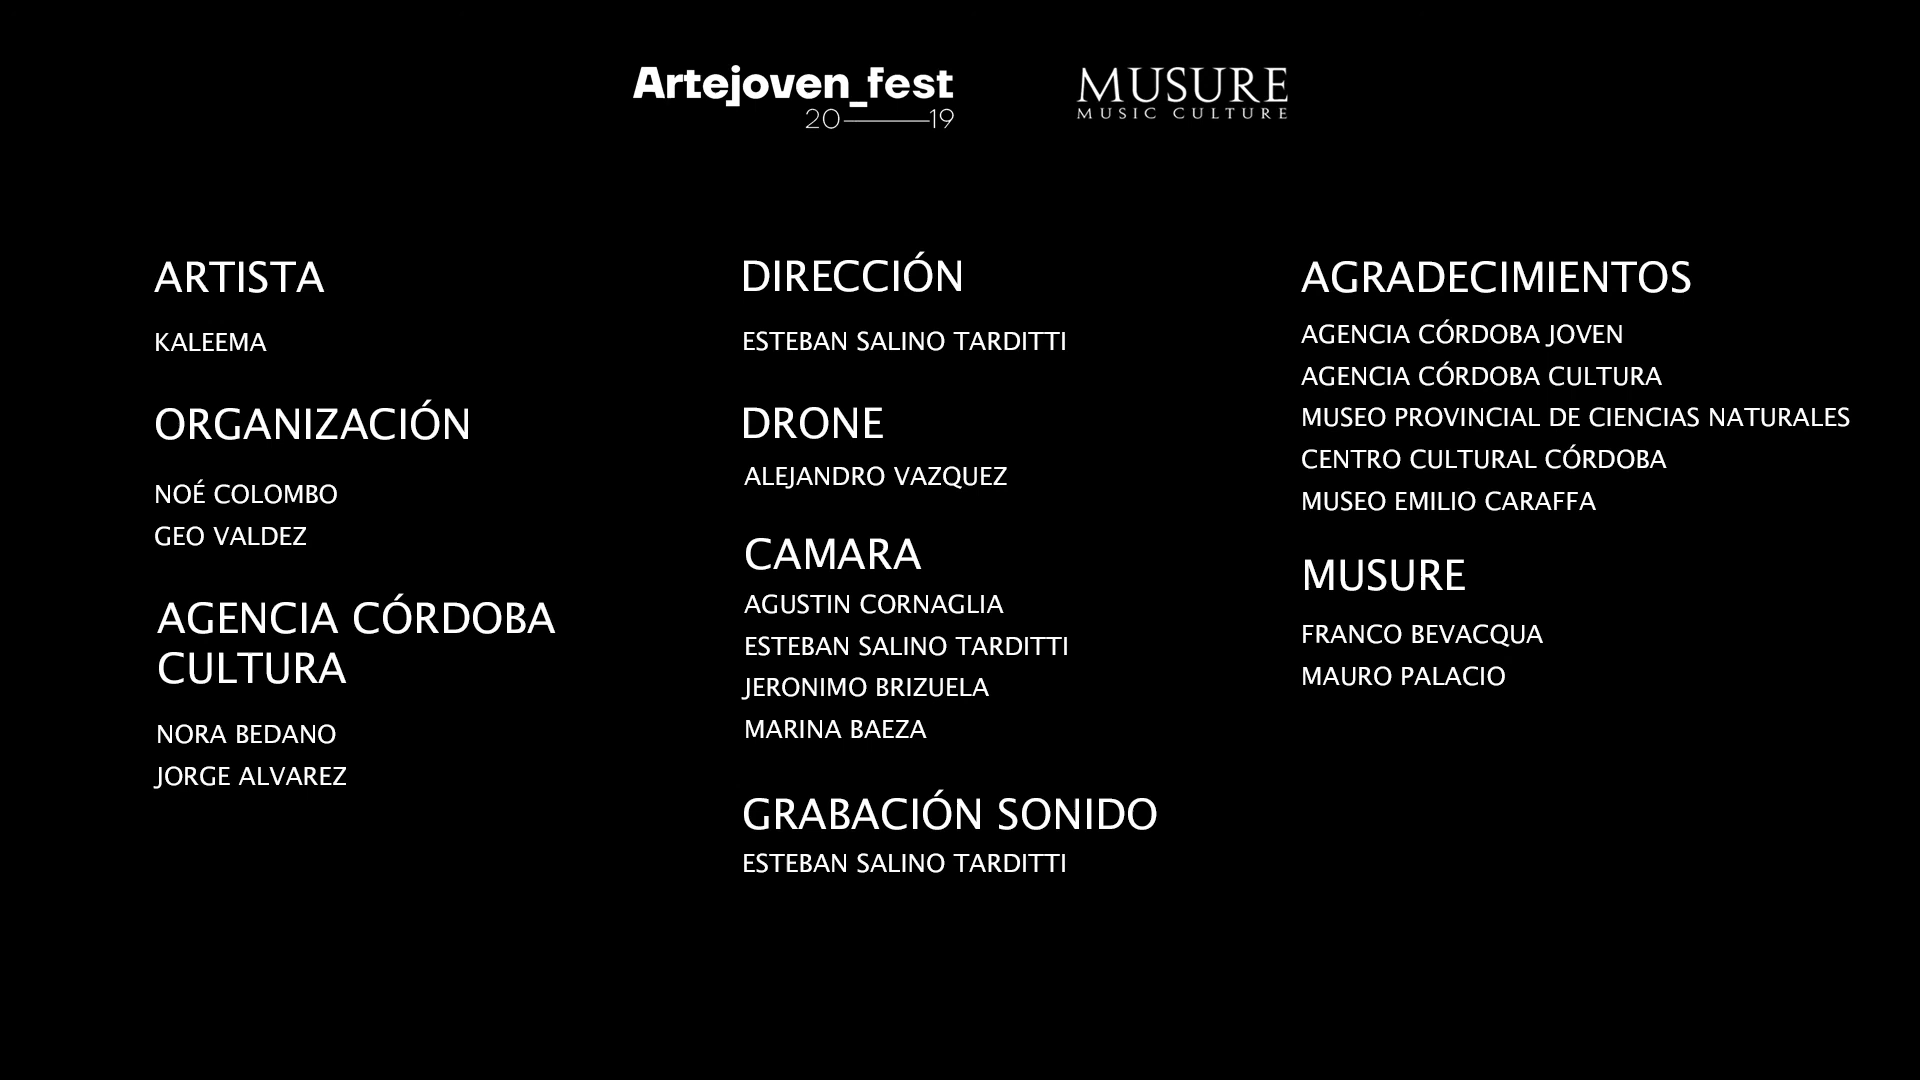 Artejoven_fest
20——19
MUSURE
MUSIC CULTURE
ARTISTA
KALEEMA
ORGANIZACIÓN
NOÉ COLOMBO
GEO VALDEZ
AGENCIA CÓRDOBA
CULTURA
NORA BEDANO
JORGE ALVAREZ
DIRECCIÓN
ESTEBAN SALINO TARDITTI
DRONE
ALEJANDRO VAZQUEZ
CAMARA
AGUSTIN CORNAGLIA
ESTEBAN SALINO TARDITTI
JERONIMO BRIZUELA
MARINA BAEZA
GRABACIÓN SONIDO
ESTEBAN SALINO TARDITTI
AGRADECIMIENTOS
AGENCIA CÓRDOBA JOVEN
AGENCIA CÓRDOBA CULTURA
MUSEO PROVINCIAL DE CIENCIAS NATURALES
CENTRO CULTURAL CÓRDOBA
MUSEO EMILIO CARAFFA
MUSURE
FRANCO BEVACQUA
MAURO PALACIO